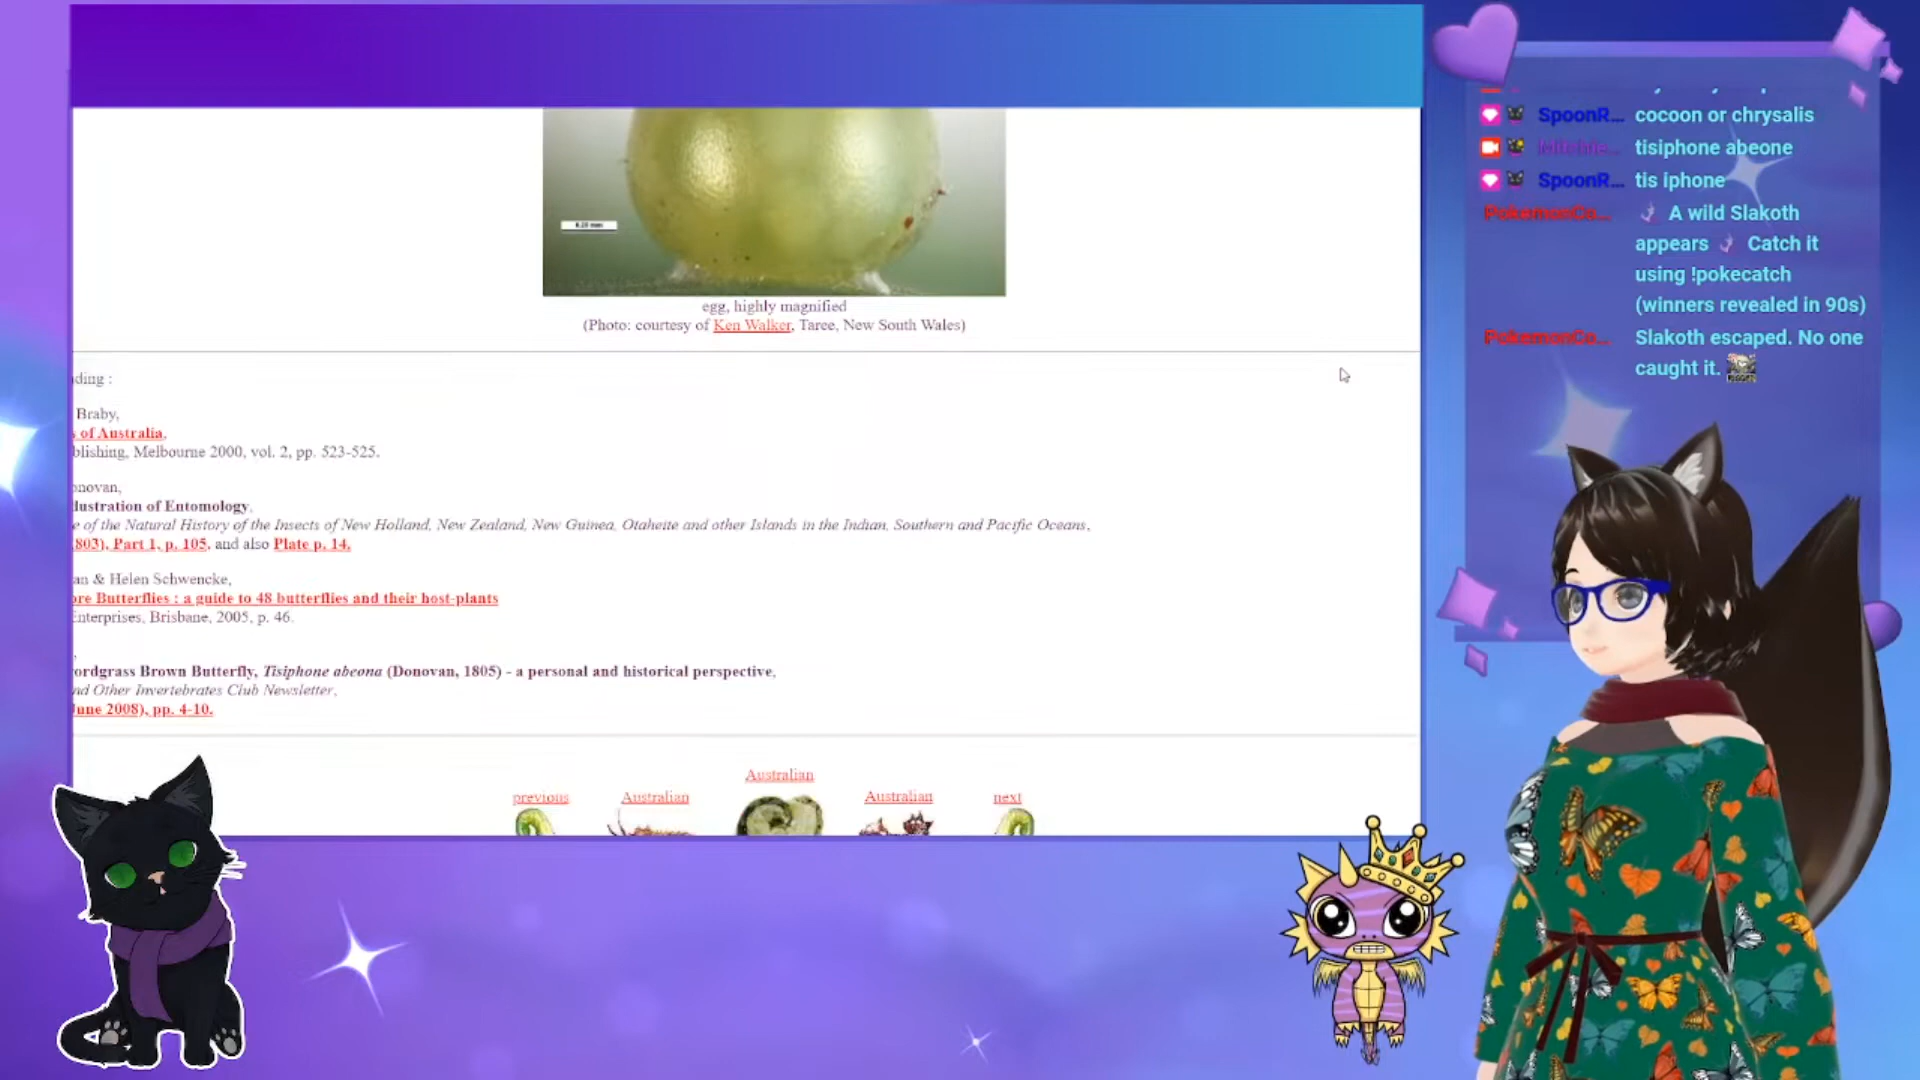 egg, highly magnified
(Photo: courtesy of Ken Walker, Taree, New South Wales)
ding :
Braby,
s of Australia,
blishing, Melbourne 2000, vol. 2, pp. 523-525.
onovan,
lustration of Entomology,
e of the Natural History of the Insects of New Holland, New Zealand, New Guinea, Otaheite and other Islands in the Indian, Southern and Pacific Oceans,
803), Part 1, p. 105, and also Plate p. 14.
an & Helen Schwencke,
ore Butterflies : a guide to 48 butterflies and their host-plants
Enterprises, Brisbane, 2005, p. 46.
ordgrass Brown Butterfly, Tisiphone abeona (Donovan, 1805) - a personal and historical perspective,
nd Other Invertebrates Club Newsletter,
June 2008), pp. 4-10.
Australian
previous Australian Australian next
SpoonR... cocoon or chrysalis
Mitchie... tisiphone abeone
SpoonR... tis iphone
PokemonCo... A wild Slakoth
appears Catch it
using !pokecatch
(winners revealed in 90s)
PokemonCo... Slakoth escaped. No one
caught it.